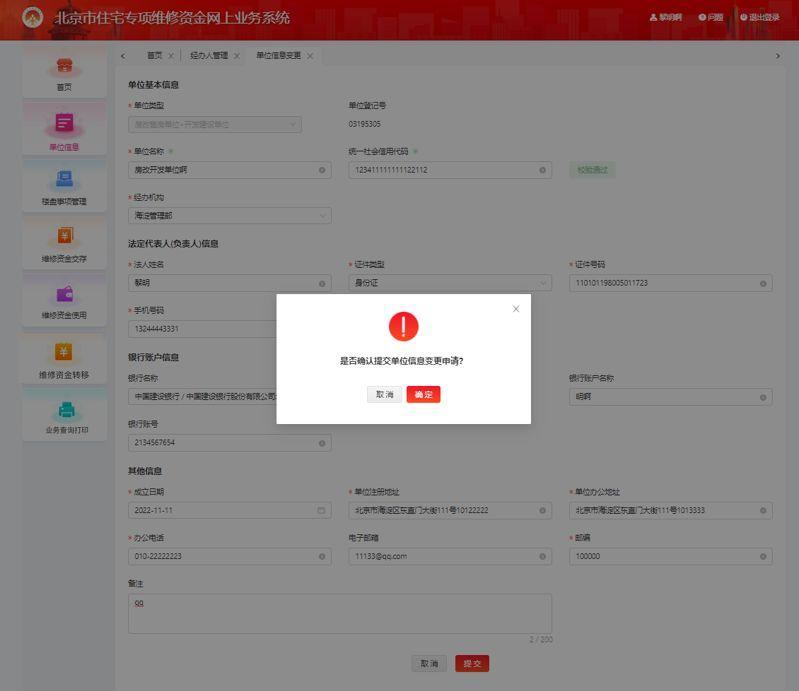 北京市住宅专项维修资金网上业务系统
黎明啊 问题 退出登录
首页 经办人管理 单位信息变更
首页
单位信息
楼盘事项管理
维修资金交存
维修资金使用
维修资金转移
业务查询打印
单位基本信息
* 单位类型 单位登记号
房改售房单位+开发建设单位 03195305
* 单位名称 统一社会信用代码
房改开发单位啊 123411111111122112 校验通过
* 经办机构
海淀管理部
法定代表人(负责人)信息
* 法人姓名 * 证件类型 * 证件号码
黎明 身份证 110101198005011723
* 手机号码
13244443331
是否确认提交单位信息变更申请?
取消 确定
银行账户信息
银行名称 银行账户名称
中国建设银行 / 中国建设银行股份有限公司 明啊
银行账号
2134567654
其他信息
* 成立日期 * 单位注册地址 * 单位办公地址
2022-11-11 北京市海淀区东直门大街111号10122222 北京市海淀区东直门大街111号1013333
* 办公电话 电子邮箱 * 邮编
010-22222223 11133@qq.com 100000
备注
qq
2 / 200
取消 提交